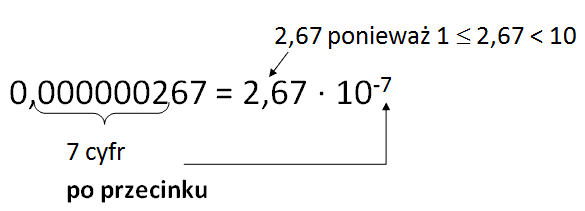 2,67 ponieważ 1 ≤ 2,67 < 10
0,000000267 = 2,67 · 10⁻⁷
7 cyfr
po przecinku